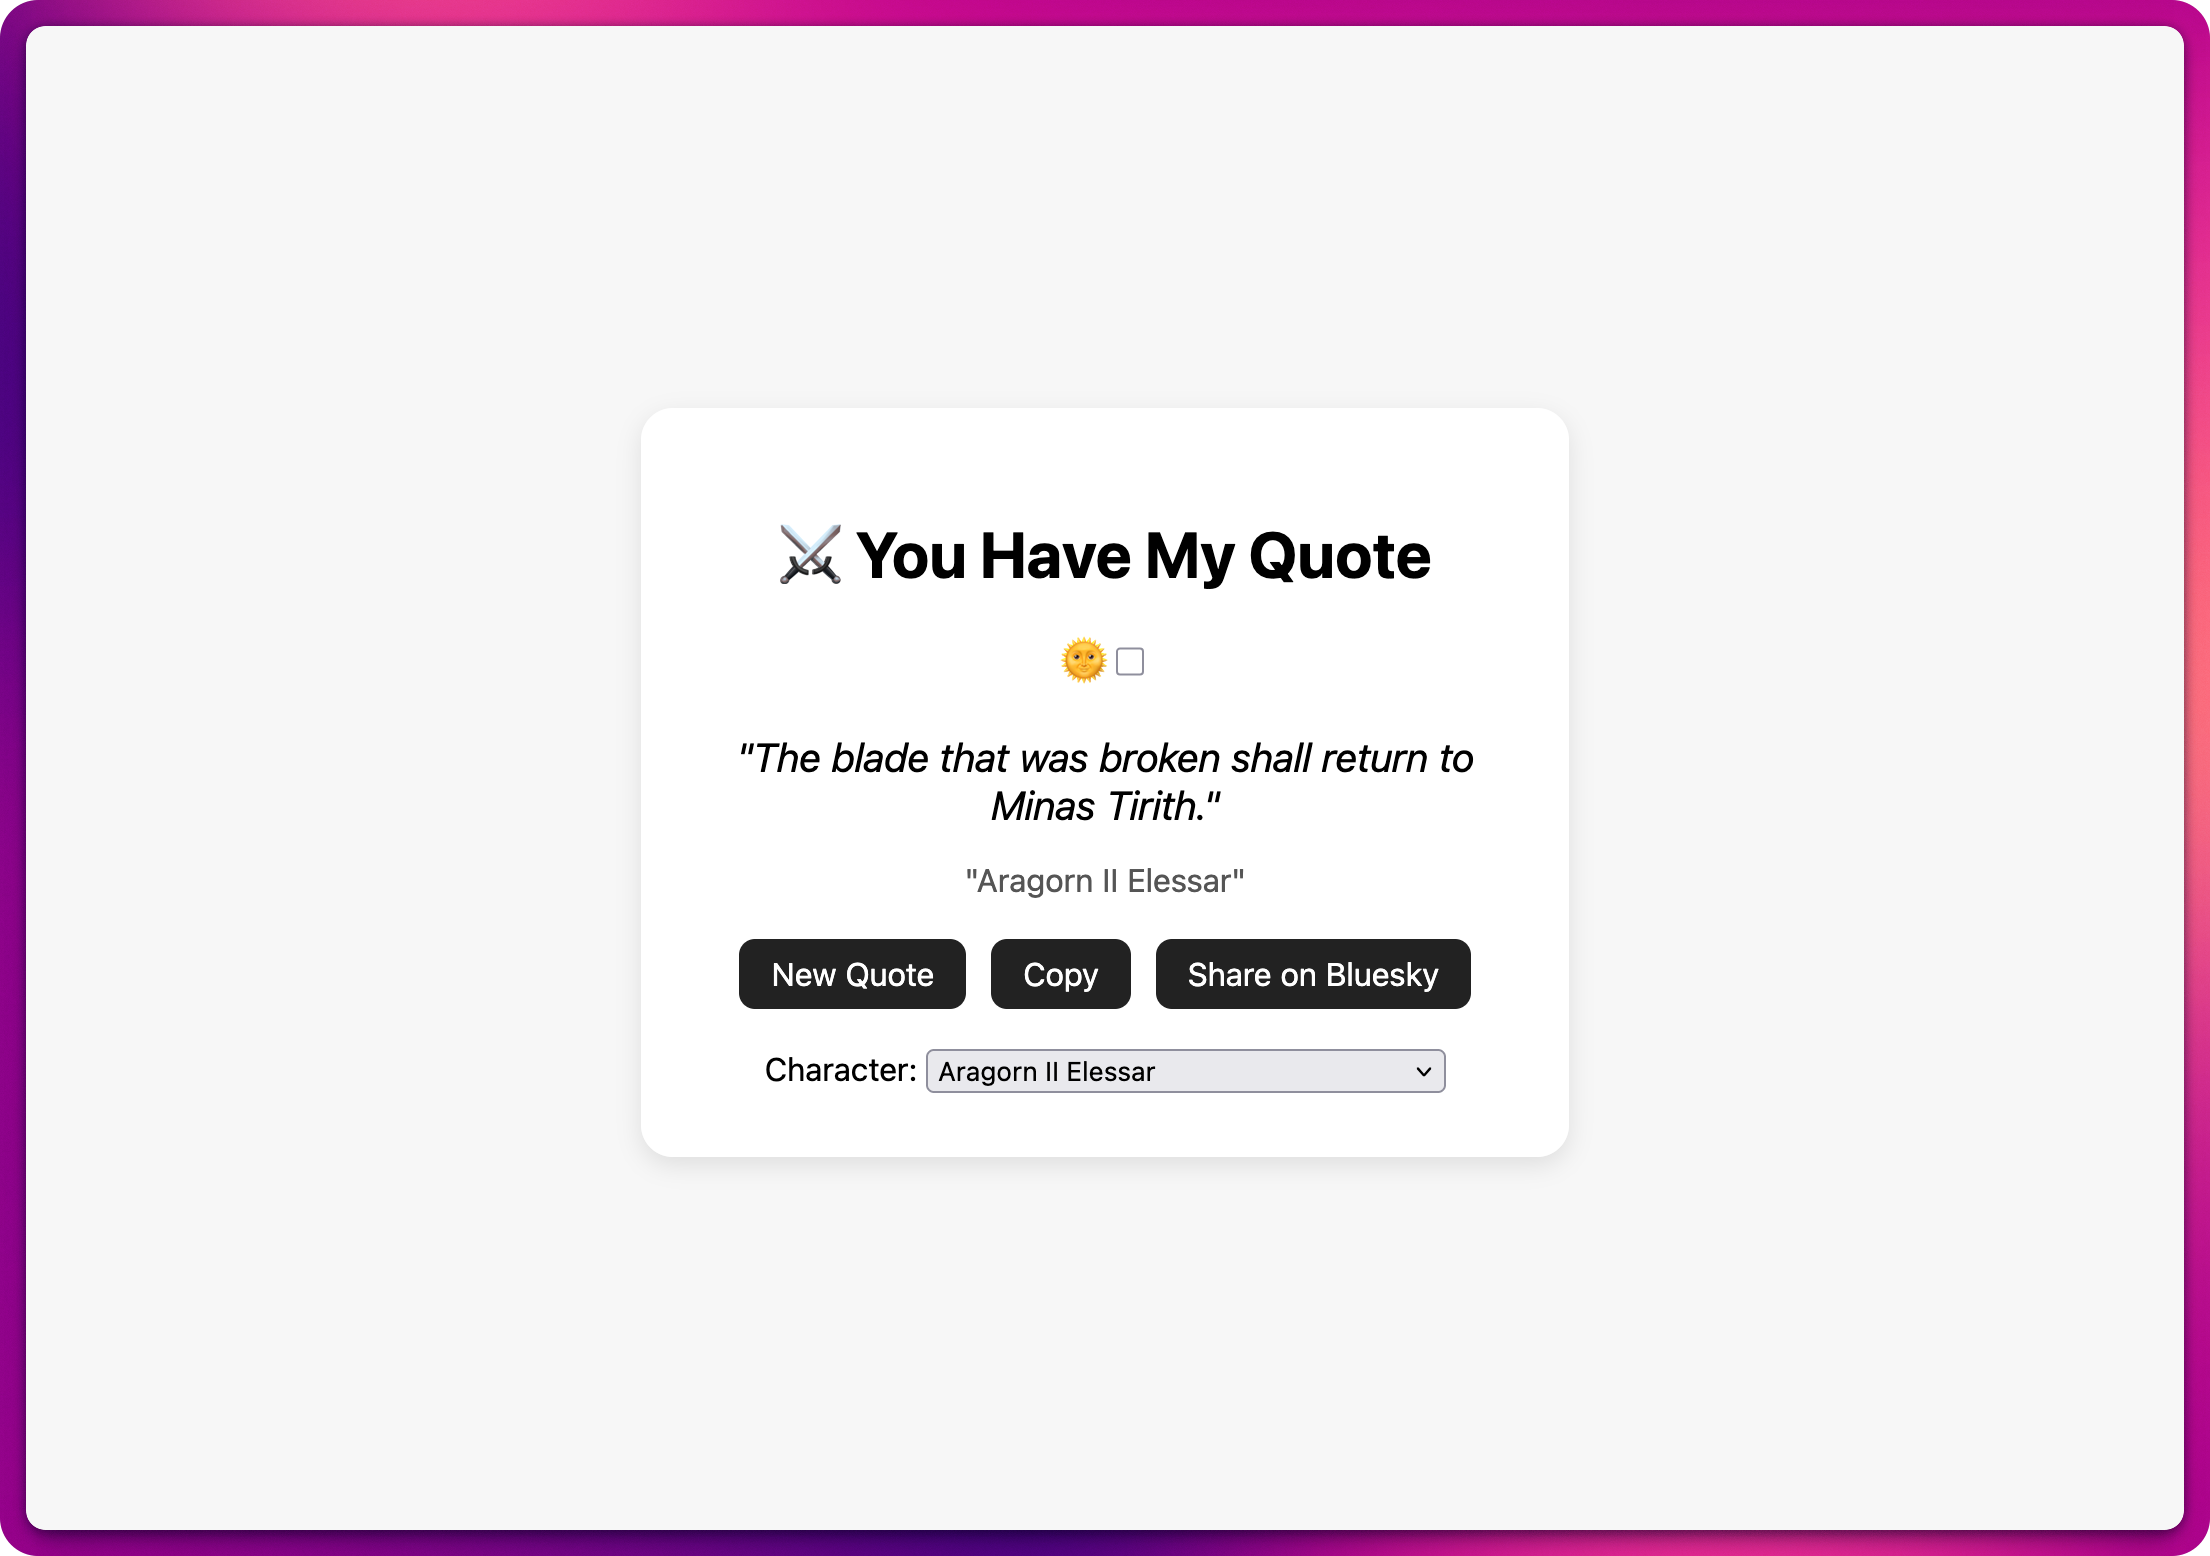 ⚔️ You Have My Quote
🌞
"The blade that was broken shall return to
Minas Tirith."
"Aragorn II Elessar"
New Quote Copy Share on Bluesky
Character: Aragorn II Elessar